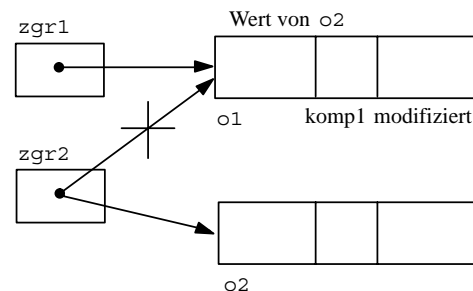 Wert von o2
zgr1
o1
komp1 modifiziert
zgr2
o2